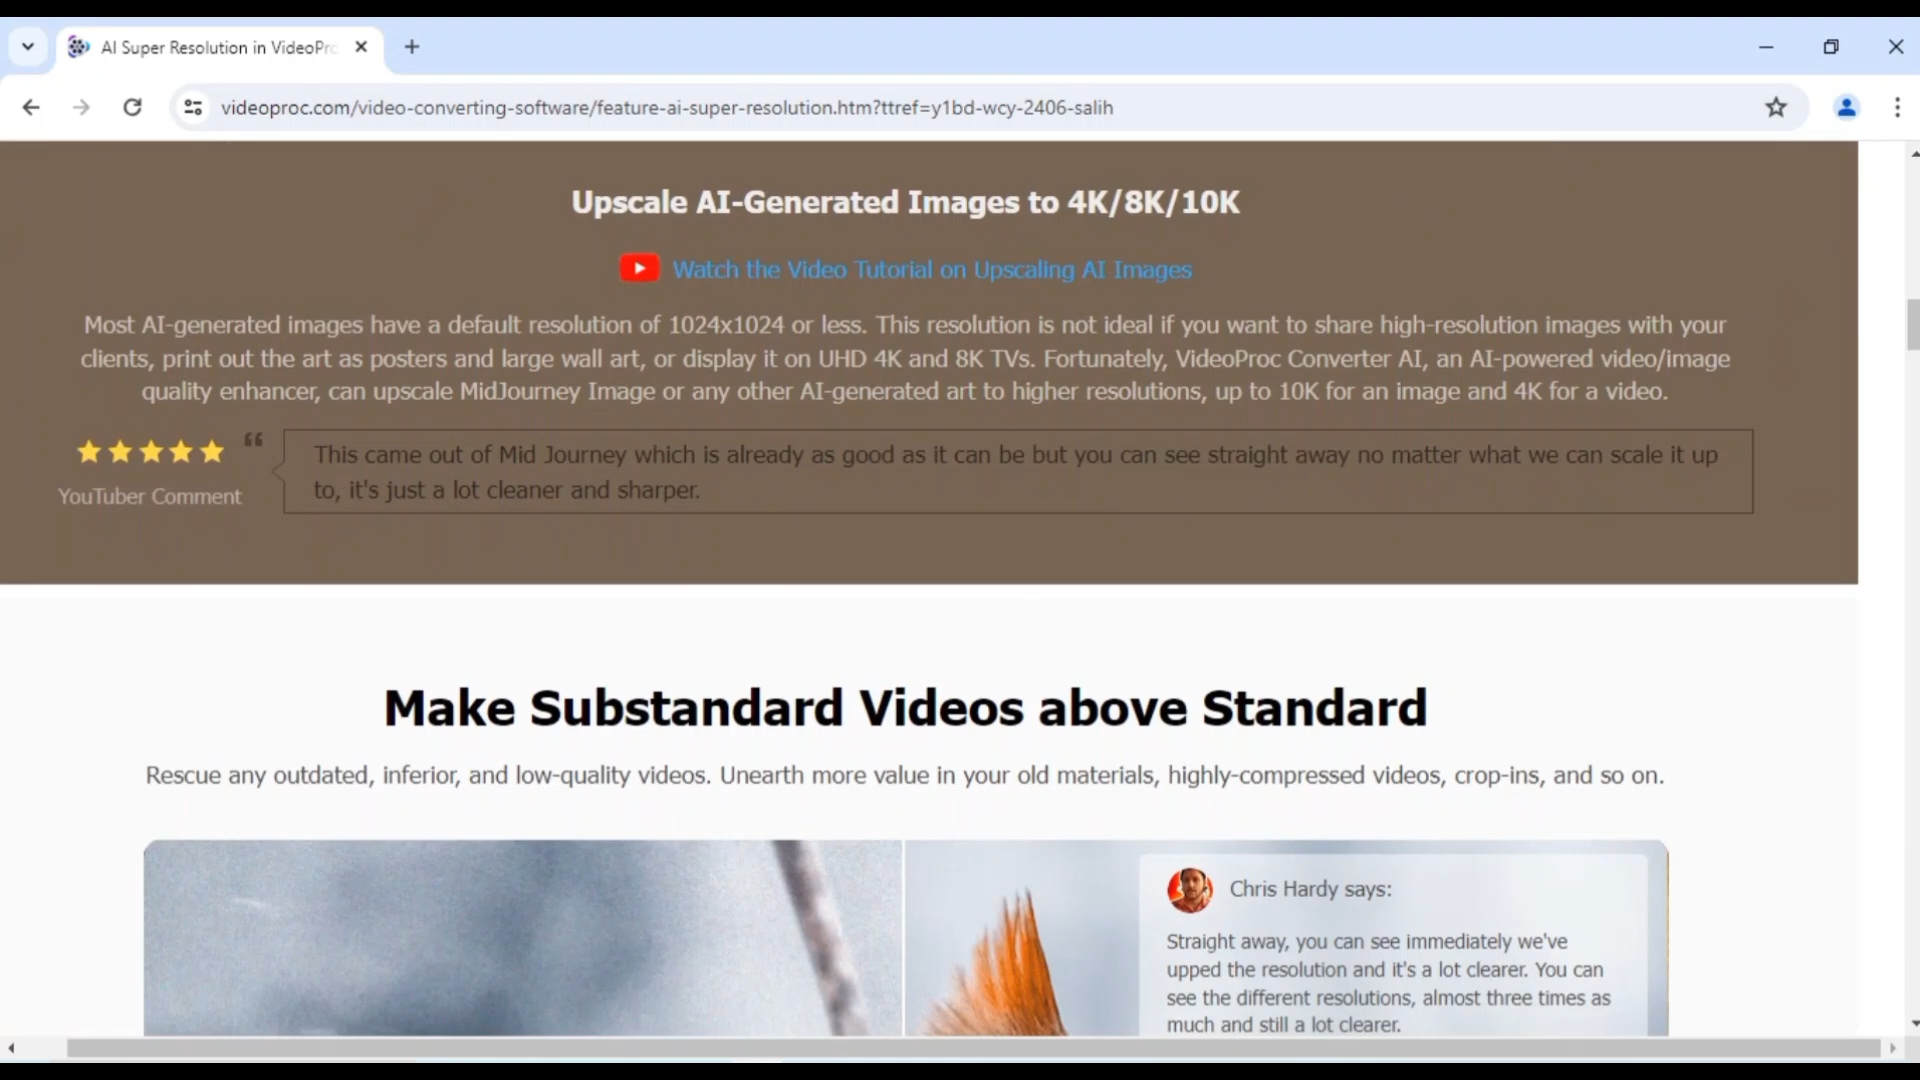 AI Super Resolution in VideoPro
videoproc.com/video-converting-software/feature-ai-super-resolution.htm?ttref=y1bd-wcy-2406-salih
Upscale AI-Generated Images to 4K/8K/10K
Watch the Video Tutorial on Upscaling AI Images
Most AI-generated images have a default resolution of 1024x1024 or less. This resolution is not ideal if you want to share high-resolution images with your
clients, print out the art as posters and large wall art, or display it on UHD 4K and 8K TVs. Fortunately, VideoProc Converter AI, an AI-powered video/image
quality enhancer, can upscale MidJourney Image or any other AI-generated art to higher resolutions, up to 10K for an image and 4K for a video.
“
This came out of Mid Journey which is already as good as it can be but you can see straight away no matter what we can scale it up
to, it's just a lot cleaner and sharper.
YouTuber Comment
Make Substandard Videos above Standard
Rescue any outdated, inferior, and low-quality videos. Unearth more value in your old materials, highly-compressed videos, crop-ins, and so on.
Chris Hardy says:
Straight away, you can see immediately we've
upped the resolution and it's a lot clearer. You can
see the different resolutions, almost three times as
much and still a lot clearer.